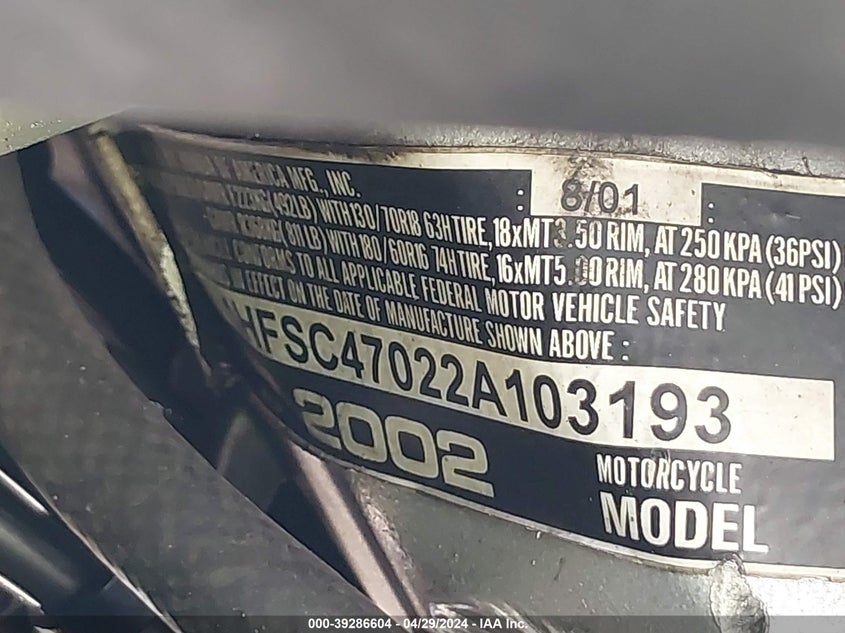 AMERICA MFG., INC. : 8/01 :
(492LB) WITH 130/70R18 63H TIRE, 18xMT3.50 RIM, AT 250 KPA (36PSI)
(811 LB) WITH 180/60R16 74H TIRE, 16xMT5.00 RIM, AT 280 KPA (41 PSI)
CONFORMS TO ALL APPLICABLE FEDERAL MOTOR VEHICLE SAFETY
IN EFFECT ON THE DATE OF MANUFACTURE SHOWN ABOVE :
HFSC47022A103193
2002 MOTORCYCLE
MODEL
000-39286604 - 04/29/2024 - IAA Inc.